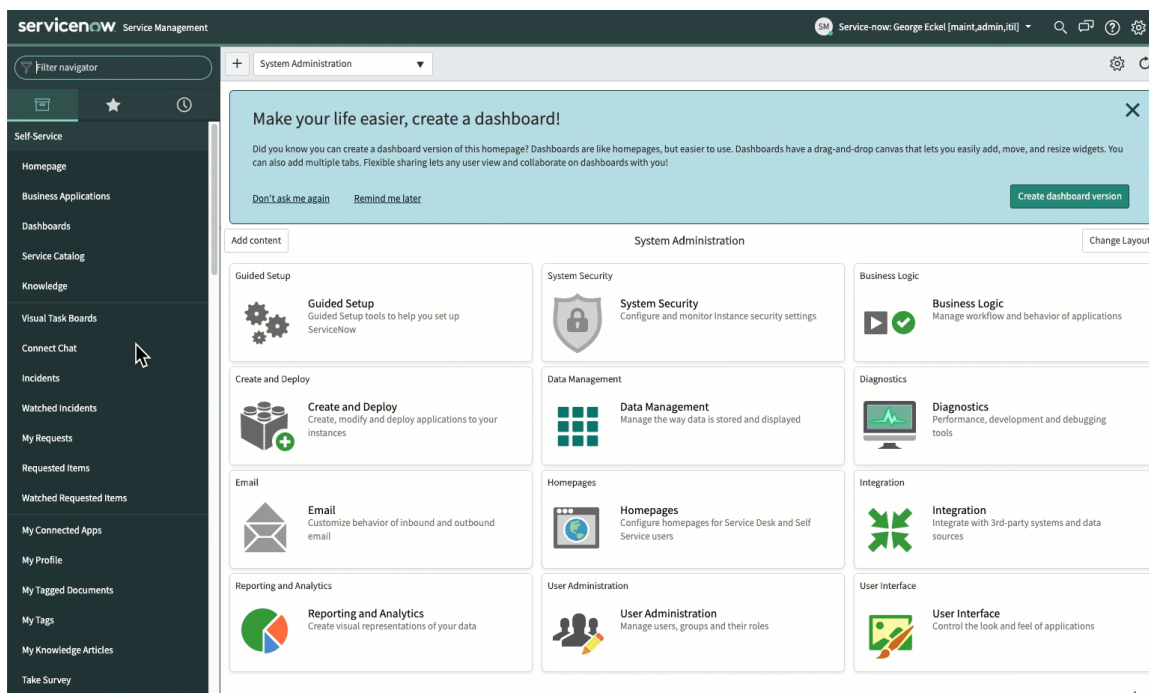 servicenow Service Management
SM Service-now: George Eckel [maint,admin,itil]
Filter navigator
Self-Service
Homepage
Business Applications
Dashboards
Service Catalog
Knowledge
Visual Task Boards
Connect Chat
Incidents
Watched Incidents
My Requests
Requested Items
Watched Requested Items
My Connected Apps
My Profile
My Tagged Documents
My Tags
My Knowledge Articles
Take Survey
System Administration
Make your life easier, create a dashboard!
Did you know you can create a dashboard version of this homepage? Dashboards are like homepages, but easier to use. Dashboards have a drag-and-drop canvas that lets you easily add, move, and resize widgets. You
can also add multiple tabs. Flexible sharing lets any user view and collaborate on dashboards with you!
Don't ask me again Remind me later
Create dashboard version
Add content
System Administration
Change Layout
Guided Setup
Guided Setup
Guided Setup tools to help you set up
ServiceNow
System Security
System Security
Configure and monitor Instance security settings
Business Logic
Business Logic
Manage workflow and behavior of applications
Create and Deploy
Create and Deploy
Create, modify and deploy applications to your
instances
Data Management
Data Management
Manage the way data is stored and displayed
Diagnostics
Diagnostics
Performance, development and debugging
tools
Email
Email
Customize behavior of inbound and outbound
email
Homepages
Homepages
Configure homepages for Service Desk and Self
Service users
Integration
Integration
Integrate with 3rd-party systems and data
sources
Reporting and Analytics
Reporting and Analytics
Create visual representations of your data
User Administration
User Administration
Manage users, groups and their roles
User Interface
User Interface
Control the look and feel of applications